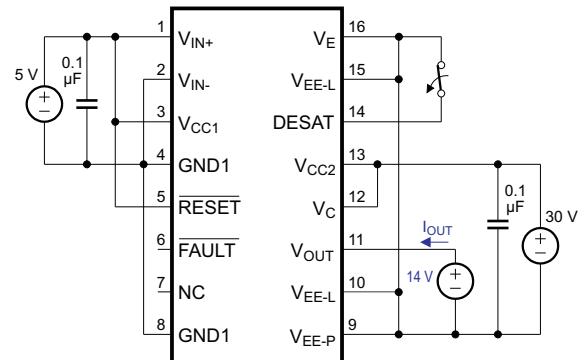 1 V_IN+ V_E 16
2 V_IN- V_EE-L 15
3 V_CC1 DESAT 14
4 GND1 V_CC2 13
5 RESET V_C 12
6 FAULT V_OUT 11
7 NC V_EE-L 10
8 GND1 V_EE-P 9
5 V
0.1
µF
I_OUT
14 V
0.1
µF
30 V